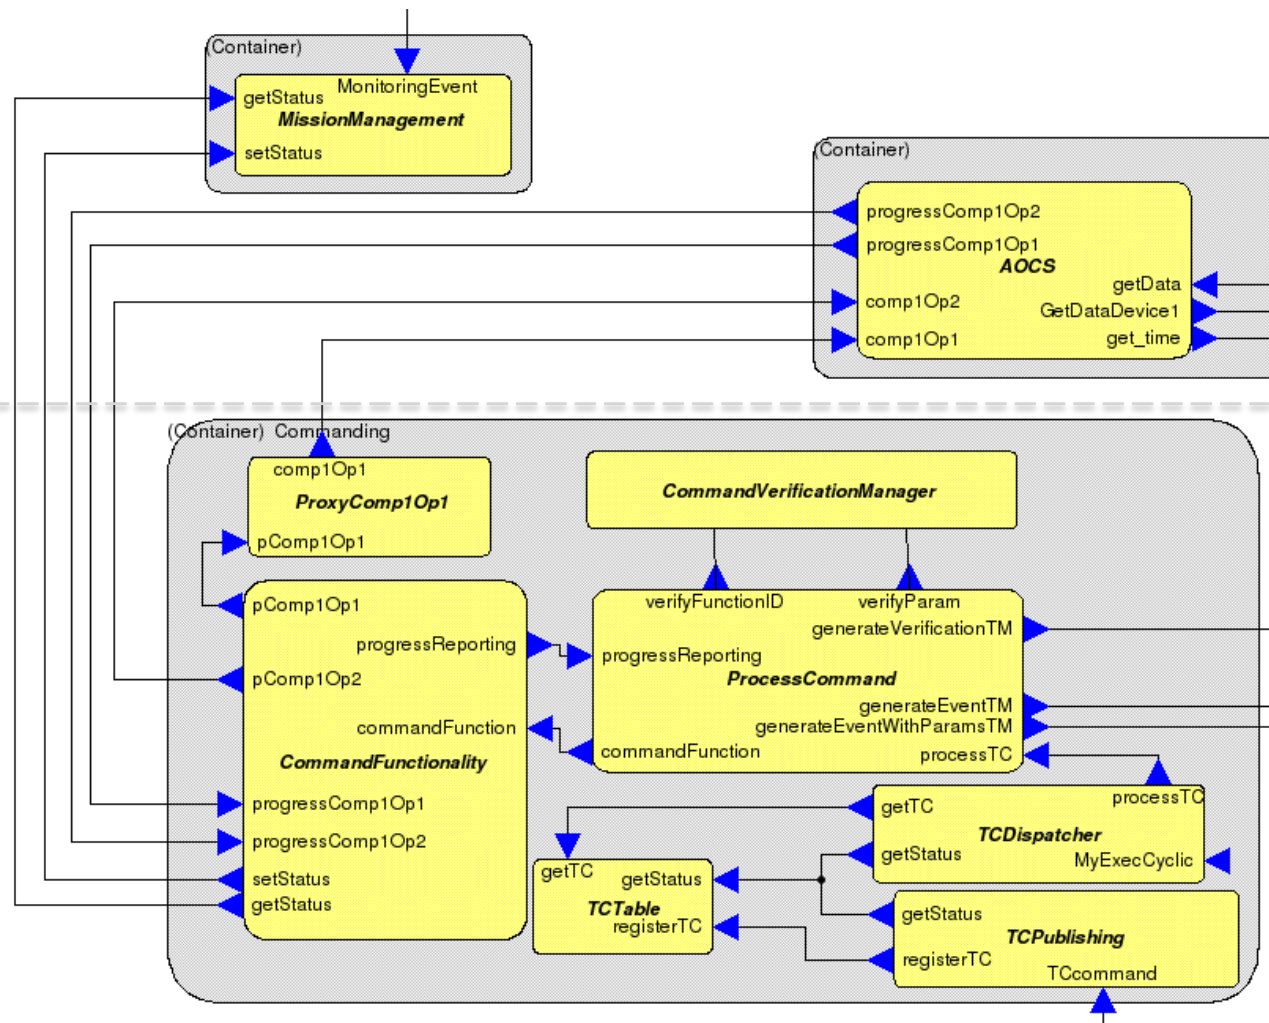 (Container)
MonitoringEvent
getStatus
MissionManagement
setStatus
(Container)
progressComp1Op2
progressComp1Op1
AOCS
getData
comp1Op2
GetDataDevice1
comp1Op1
get_time
(Container) Commanding
comp1Op1
ProxyComp1Op1
pComp1Op1
CommandVerificationManager
pComp1Op1
progressReporting
pComp1Op2
commandFunction
CommandFunctionality
progressComp1Op1
progressComp1Op2
setStatus
getStatus
verifyFunctionID
verifyParam
generateVerificationTM
progressReporting
ProcessCommand
generateEventTM
generateEventWithParamsTM
commandFunction
processTC
processTC
getTC
TCDispatcher
getStatus
MyExecCyclic
getTC
getStatus
TCTable
registerTC
getStatus
TCPublishing
registerTC
TCcommand